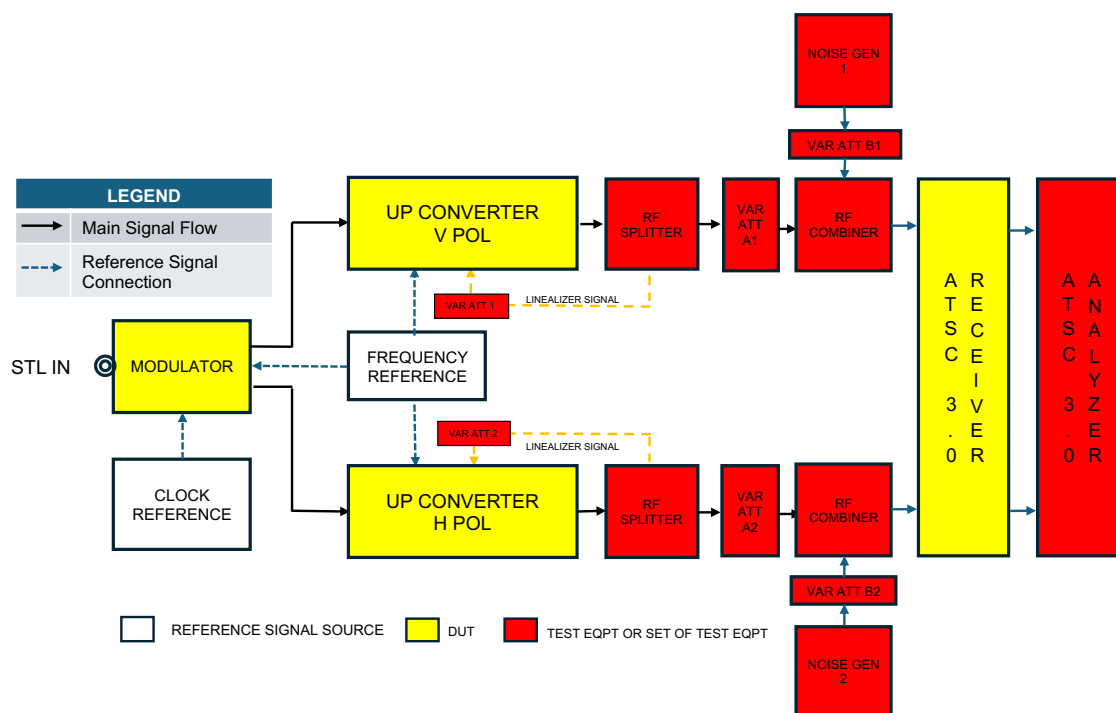 NOISE GEN
1
VAR ATT B1
LEGEND
Main Signal Flow
Reference Signal
Connection
UP CONVERTER
V POL
RF
SPLITTER
VAR
ATT
A1
RF
COMBINER
VAR ATT 1
LINEALIZER SIGNAL
STL IN
MODULATOR
FREQUENCY
REFERENCE
ATSC 3.0
RECEIVER
ATSC 3.0
ANALYZER
VAR ATT 2
LINEALIZER SIGNAL
CLOCK
REFERENCE
UP CONVERTER
H POL
RF
SPLITTER
VAR
ATT
A2
RF
COMBINER
VAR ATT B2
REFERENCE SIGNAL SOURCE
DUT
TEST EQPT OR SET OF TEST EQPT
NOISE GEN
2